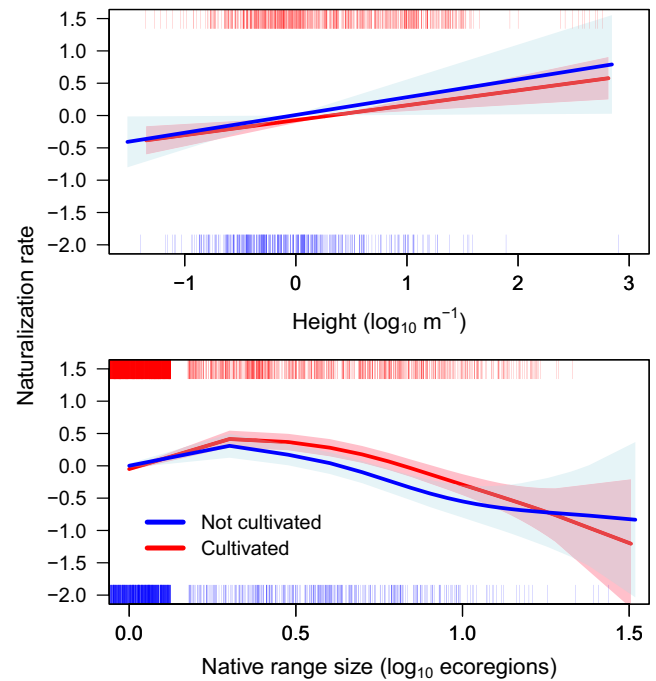 Naturalization rate
1.5
1.0
0.5
0.0
−0.5
−1.0
−1.5
−2.0
−1 0 1 2 3
Height (log₁₀ m⁻¹)
1.5
1.0
0.5
0.0
−0.5
−1.0
−1.5
−2.0
Not cultivated
Cultivated
0.0 0.5 1.0 1.5
Native range size (log₁₀ ecoregions)